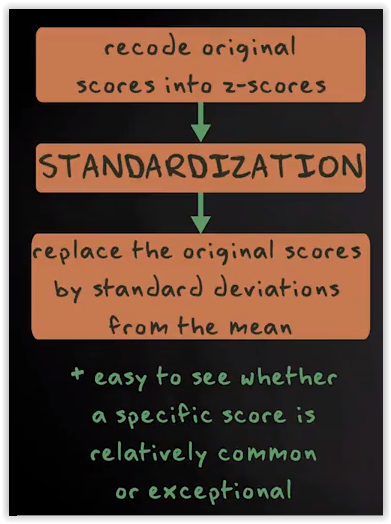 recode original
scores into z-scores
STANDARDIZATION
replace the original scores
by standard deviations
from the mean
+ easy to see whether
a specific score is
relatively common
or exceptional